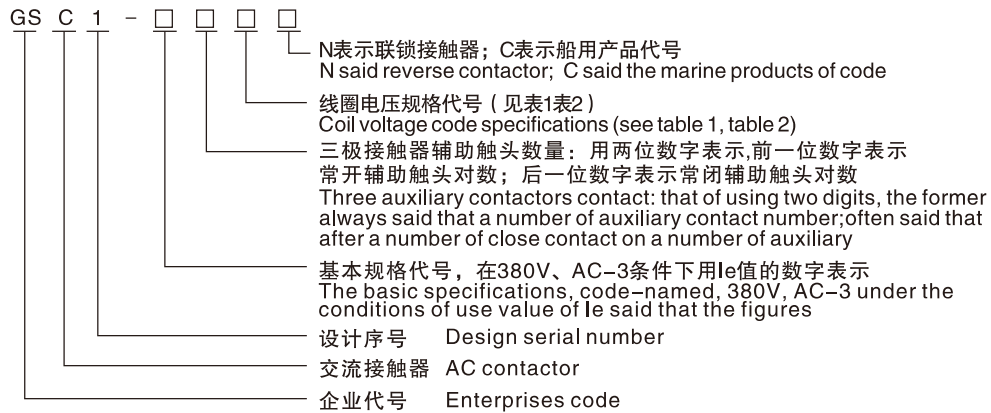 GS C 1 - □ □ □ □
N表示联锁接触器；C表示船用产品代号
N said reverse contactor; C said the marine products of code
线圈电压规格代号（见表1表2）
Coil voltage code specifications (see table 1, table 2)
三极接触器辅助触头数量：用两位数字表示,前一位数字表示
常开辅助触头对数；后一位数字表示常闭辅助触头对数
Three auxiliary contactors contact: that of using two digits, the former
always said that a number of auxiliary contact number;often said that
after a number of close contact on a number of auxiliary
基本规格代号，在380V、AC-3条件下用Ie值的数字表示
The basic specifications, code-named, 380V, AC-3 under the
conditions of use value of Ie said that the figures
设计序号 Design serial number
交流接触器 AC contactor
企业代号 Enterprises code